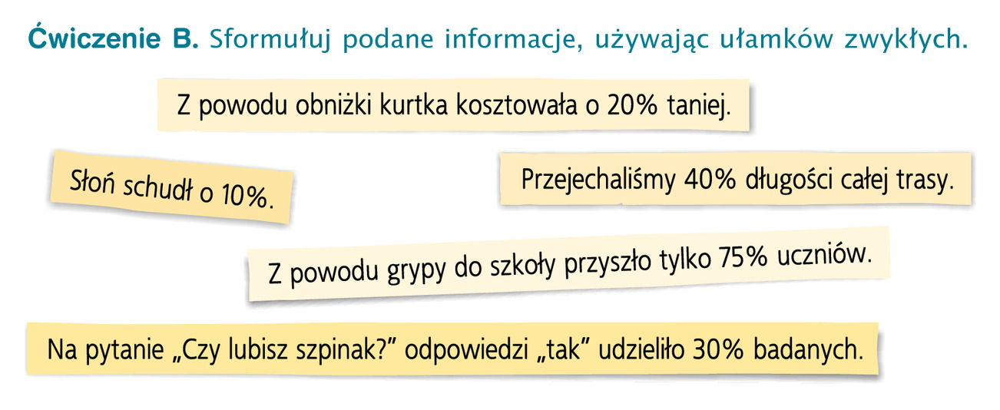 Ćwiczenie B. Sformułuj podane informacje, używając ułamków zwykłych.
Z powodu obniżki kurtka kosztowała o 20% taniej.
Słoń schudł o 10%.
Przejechaliśmy 40% długości całej trasy.
Z powodu grypy do szkoły przyszło tylko 75% uczniów.
Na pytanie „Czy lubisz szpinak?” odpowiedzi „tak” udzieliło 30% badanych.